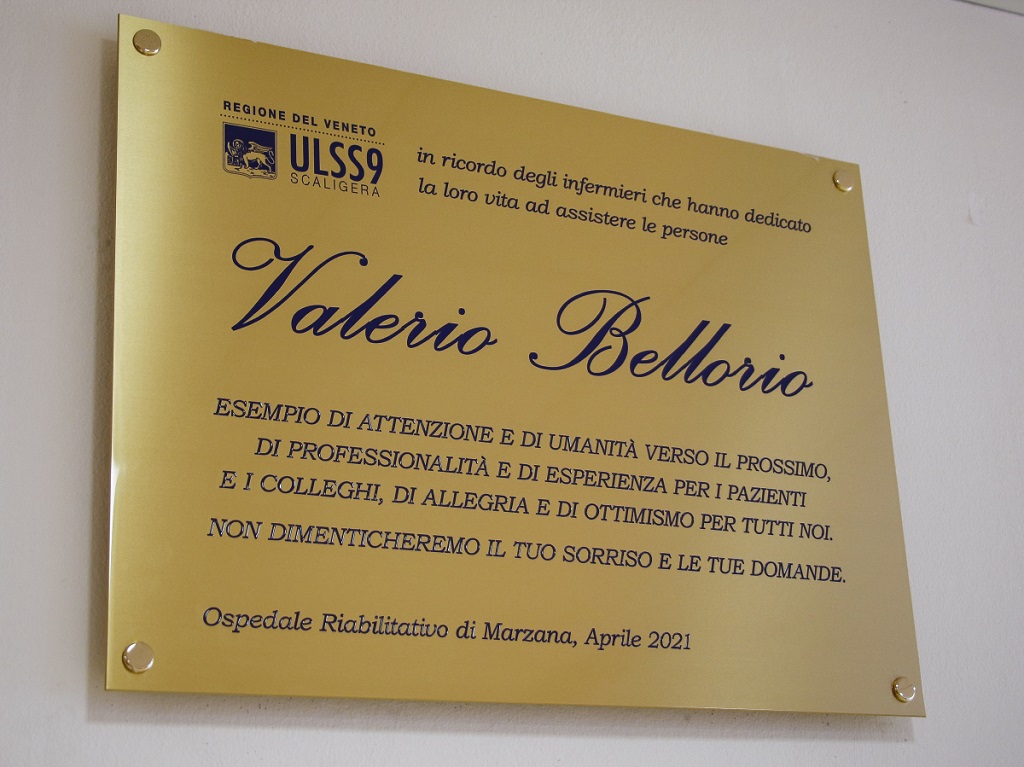 REGIONE DEL VENETO
ULSS9
SCALIGERA
in ricordo degli infermieri che hanno dedicato
la loro vita ad assistere le persone
Valerio Bellorio
ESEMPIO DI ATTENZIONE E DI UMANITÀ VERSO IL PROSSIMO,
DI PROFESSIONALITÀ E DI ESPERIENZA PER I PAZIENTI
E I COLLEGHI, DI ALLEGRIA E DI OTTIMISMO PER TUTTI NOI.
NON DIMENTICHEREMO IL TUO SORRISO E LE TUE DOMANDE.
Ospedale Riabilitativo di Marzana, Aprile 2021